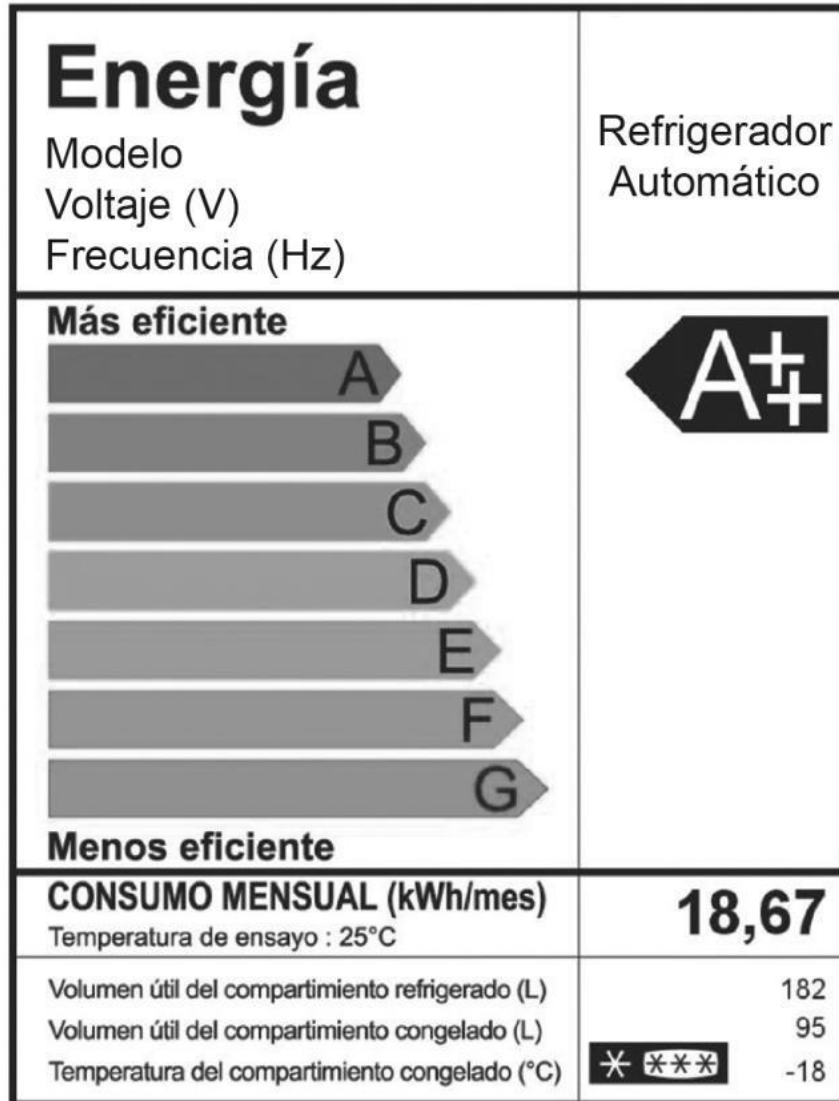 Energía
Modelo
Voltaje (V)
Frecuencia (Hz)
Refrigerador
Automático
Más eficiente
A
B
C
D
E
F
G
Menos eficiente
A++
CONSUMO MENSUAL (kWh/mes)
18,67
Temperatura de ensayo : 25°C
Volumen útil del compartimiento refrigerado (L) 182
Volumen útil del compartimiento congelado (L) 95
Temperatura del compartimiento congelado (°C) -18